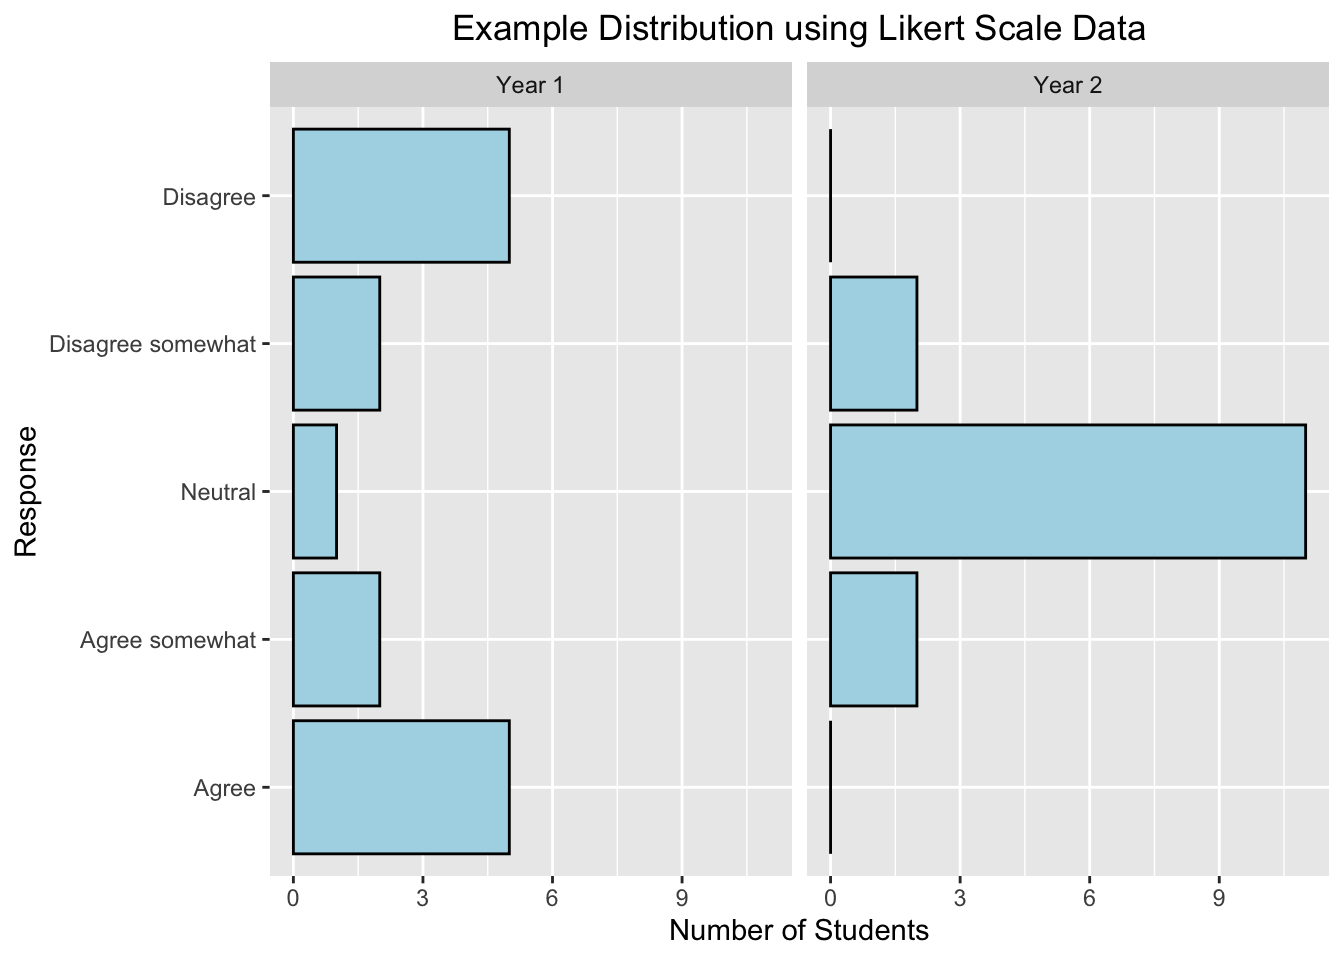 Example Distribution using Likert Scale Data
Year 1
Year 2
Response
Disagree
Disagree somewhat
Neutral
Agree somewhat
Agree
0 3 6 9
0 3 6 9
Number of Students